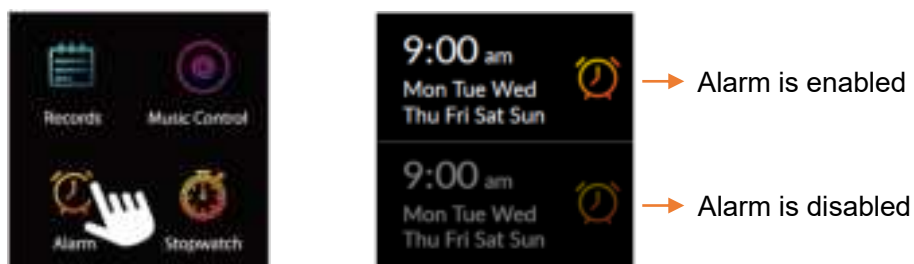 Records Music Control
Alarm Stopwatch
9:00 am
Mon Tue Wed
Thu Fri Sat Sun
Alarm is enabled
9:00 am
Mon Tue Wed
Thu Fri Sat Sun
Alarm is disabled